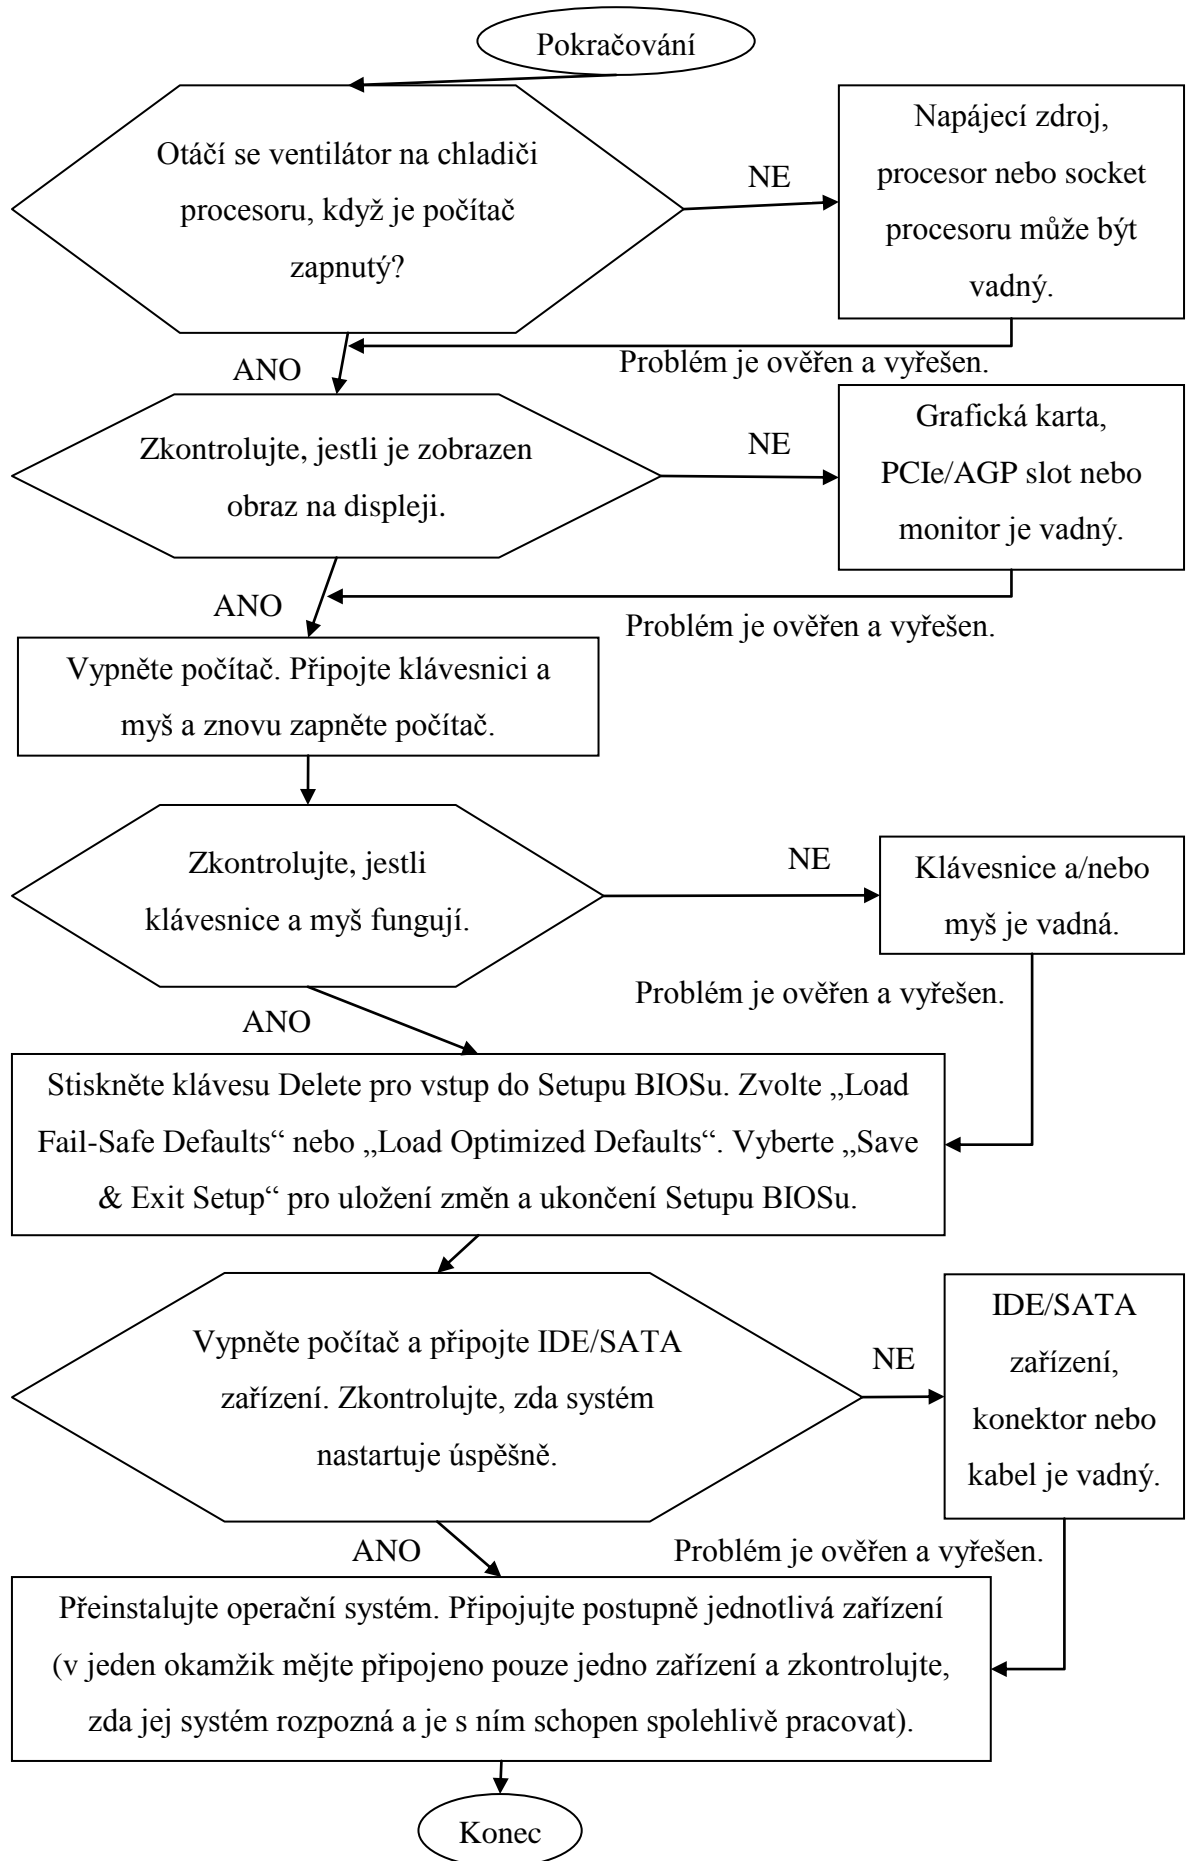 Pokračování
Otáčí se ventilátor na chladiči
procesoru, když je počítač
zapnutý?
NE
Napájecí zdroj,
procesor nebo socket
procesoru může být
vadný.
ANO
Problém je ověřen a vyřešen.
Zkontrolujte, jestli je zobrazen
obraz na displeji.
NE
Grafická karta,
PCIe/AGP slot nebo
monitor je vadný.
ANO
Problém je ověřen a vyřešen.
Vypněte počítač. Připojte klávesnici a
myš a znovu zapněte počítač.
Zkontrolujte, jestli
klávesnice a myš fungují.
NE
Klávesnice a/nebo
myš je vadná.
ANO
Problém je ověřen a vyřešen.
Stiskněte klávesu Delete pro vstup do Setupu BIOSu. Zvolte „Load
Fail-Safe Defaults“ nebo „Load Optimized Defaults“. Vyberte „Save
& Exit Setup“ pro uložení změn a ukončení Setupu BIOSu.
Vypněte počítač a připojte IDE/SATA
zařízení. Zkontrolujte, zda systém
nastartuje úspěšně.
NE
IDE/SATA
zařízení,
konektor nebo
kabel je vadný.
ANO
Problém je ověřen a vyřešen.
Přeinstalujte operační systém. Připojujte postupně jednotlivá zařízení
(v jeden okamžik mějte připojeno pouze jedno zařízení a zkontrolujte,
zda jej systém rozpozná a je s ním schopen spolehlivě pracovat).
Konec